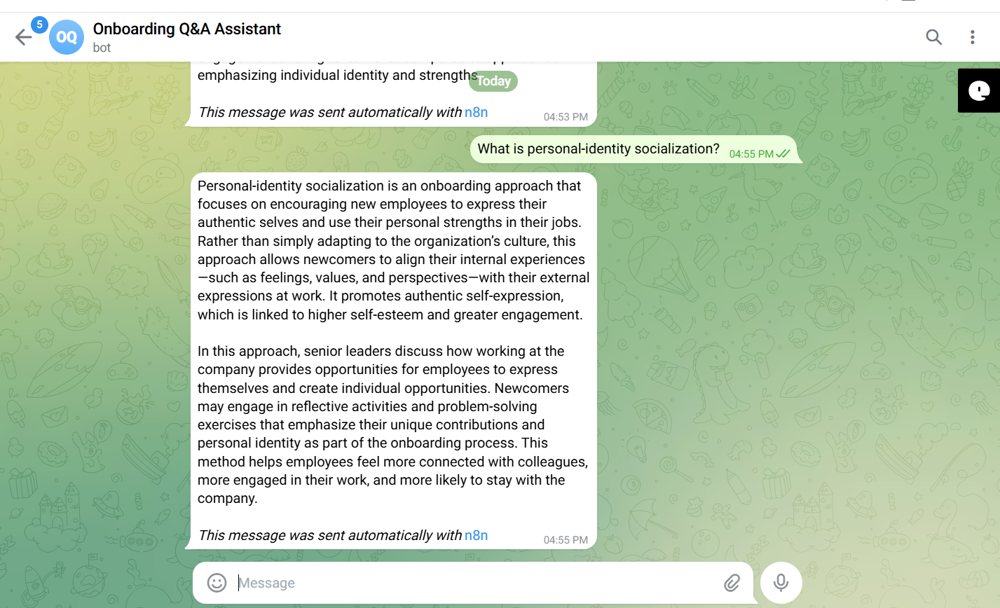 5
OQ
Onboarding Q&A Assistant
bot
emphasizing individual identity and strengths
Today
This message was sent automatically with n8n
04:53 PM
What is personal-identity socialization?
04:55 PM
Personal-identity socialization is an onboarding approach that
focuses on encouraging new employees to express their
authentic selves and use their personal strengths in their jobs.
Rather than simply adapting to the organization’s culture, this
approach allows newcomers to align their internal experiences
—such as feelings, values, and perspectives—with their external
expressions at work. It promotes authentic self-expression,
which is linked to higher self-esteem and greater engagement.
In this approach, senior leaders discuss how working at the
company provides opportunities for employees to express
themselves and create individual opportunities. Newcomers
may engage in reflective activities and problem-solving
exercises that emphasize their unique contributions and
personal identity as part of the onboarding process. This
method helps employees feel more connected with colleagues,
more engaged in their work, and more likely to stay with the
company.
This message was sent automatically with n8n
04:55 PM
Message